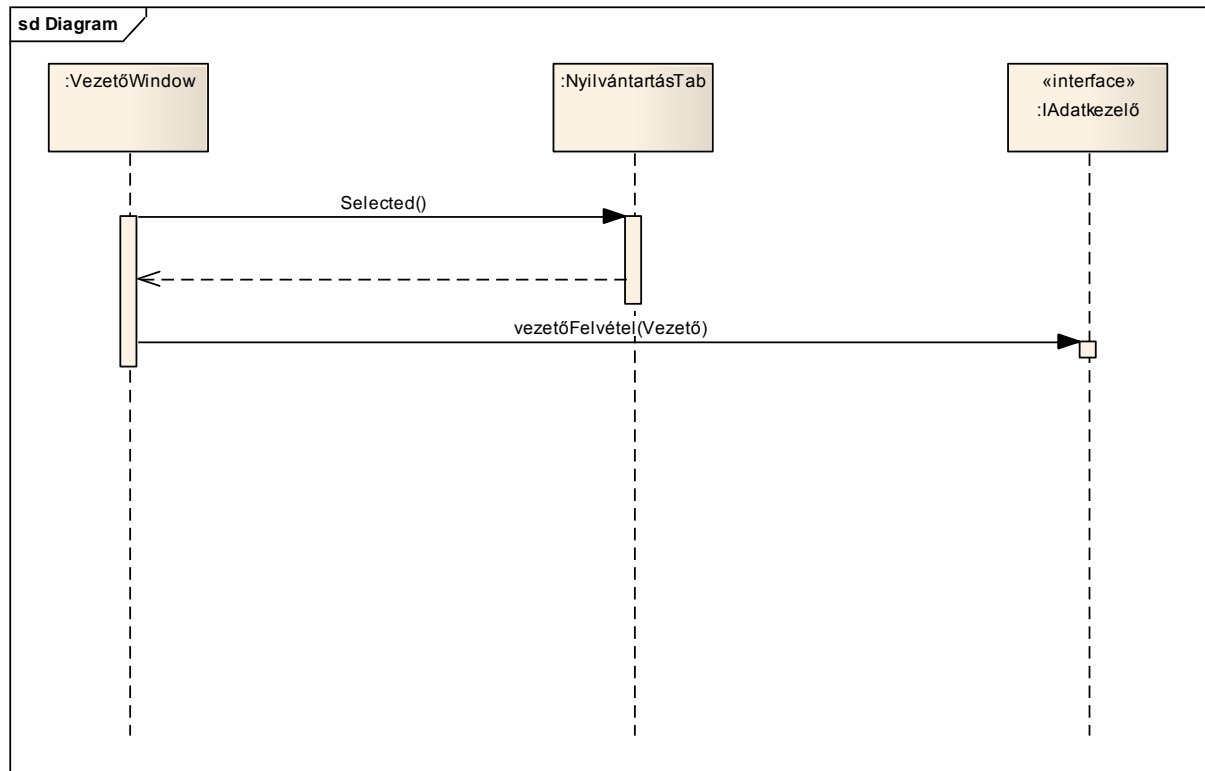 sd Diagram
:VezetőWindow
:NyilvántartásTab
«interface»
:IAdatkezelő
Selected()
vezetőFelvétel(Vezető)